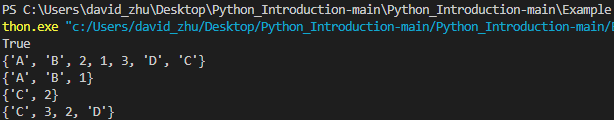 PS C:\Users\david_zhu\Desktop\Python_Introduction-main\Python_Introduction-main\Example
thon.exe "c:/Users/david_zhu/Desktop/Python_Introduction-main/Python_Introduction-main/E
True
{'A', 'B', 2, 1, 3, 'D', 'C'}
{'A', 'B', 1}
{'C', 2}
{'C', 3, 2, 'D'}